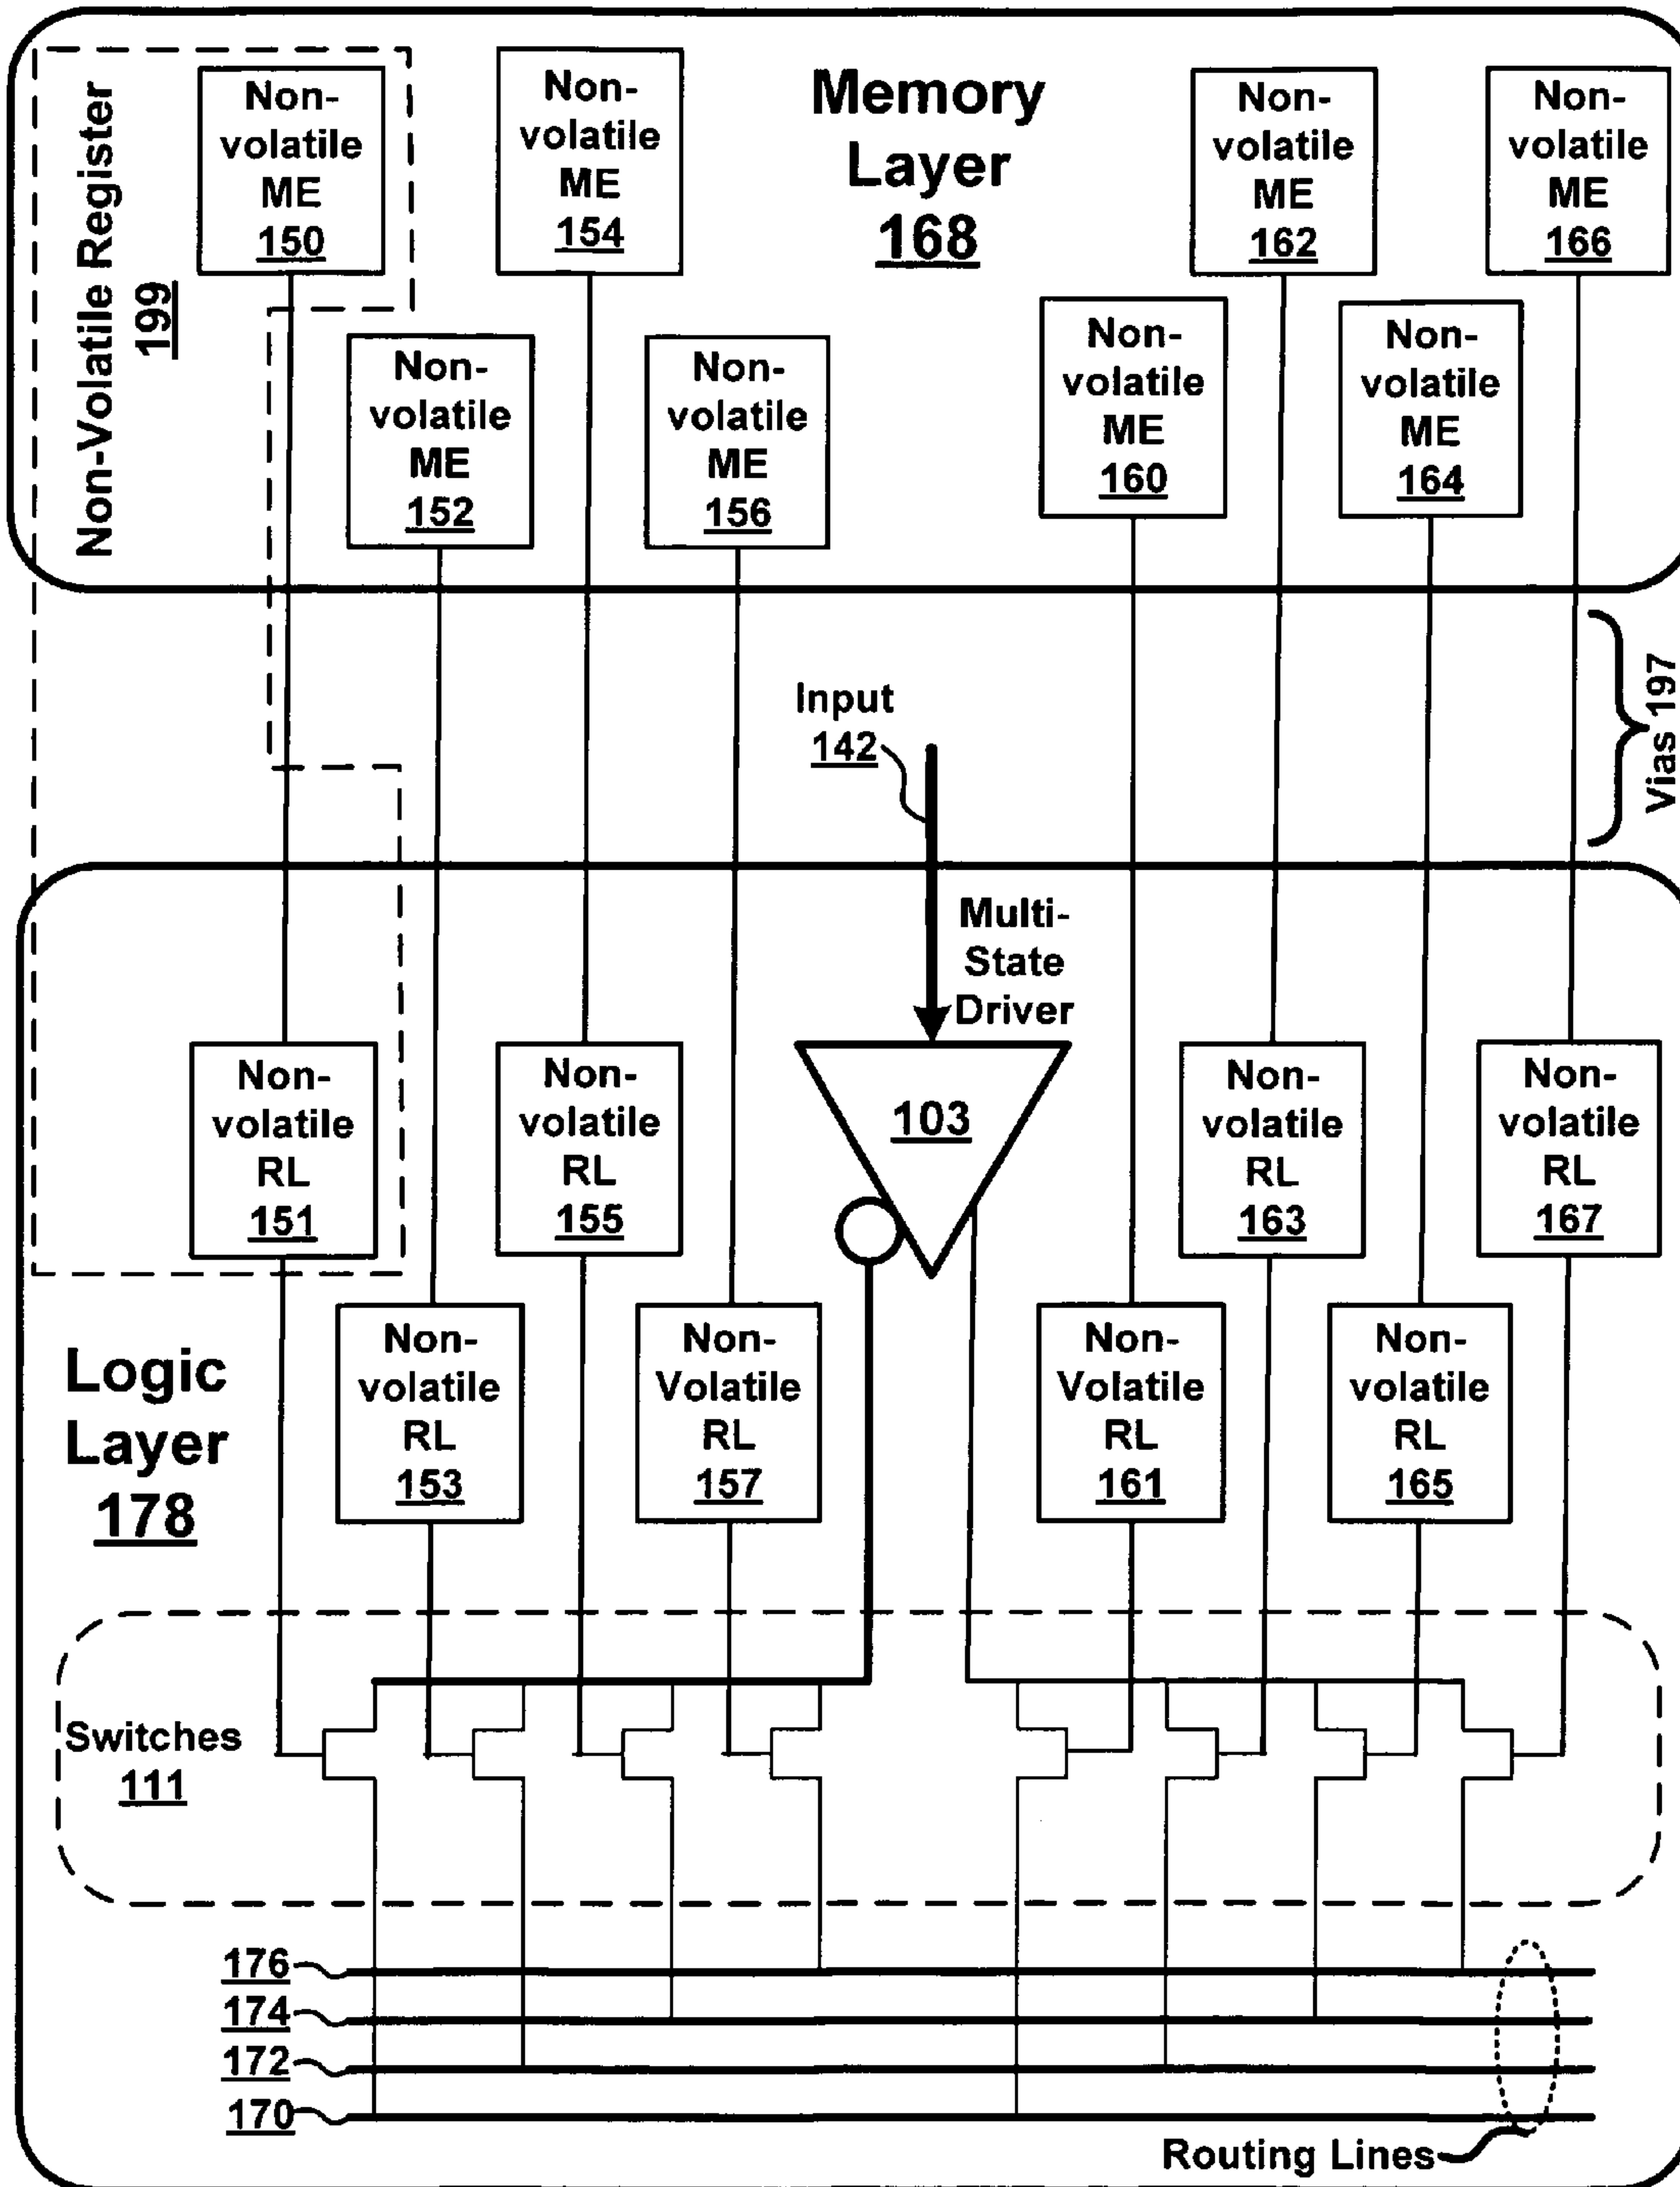 Non-Volatile Register
199
Non-
volatile
ME
150
Non-
volatile
ME
154
Memory
Layer
168
Non-
volatile
ME
162
Non-
volatile
ME
166
Non-
volatile
ME
152
Non-
volatile
ME
156
Non-
volatile
ME
160
Non-
volatile
ME
164
Vias 197
Input
142
Multi-
State
Driver
103
Non-
volatile
RL
151
Non-
volatile
RL
155
Non-
volatile
RL
163
Non-
volatile
RL
167
Logic
Layer
178
Non-
volatile
RL
153
Non-
Volatile
RL
157
Non-
Volatile
RL
161
Non-
volatile
RL
165
Switches
111
176
174
172
170
Routing Lines